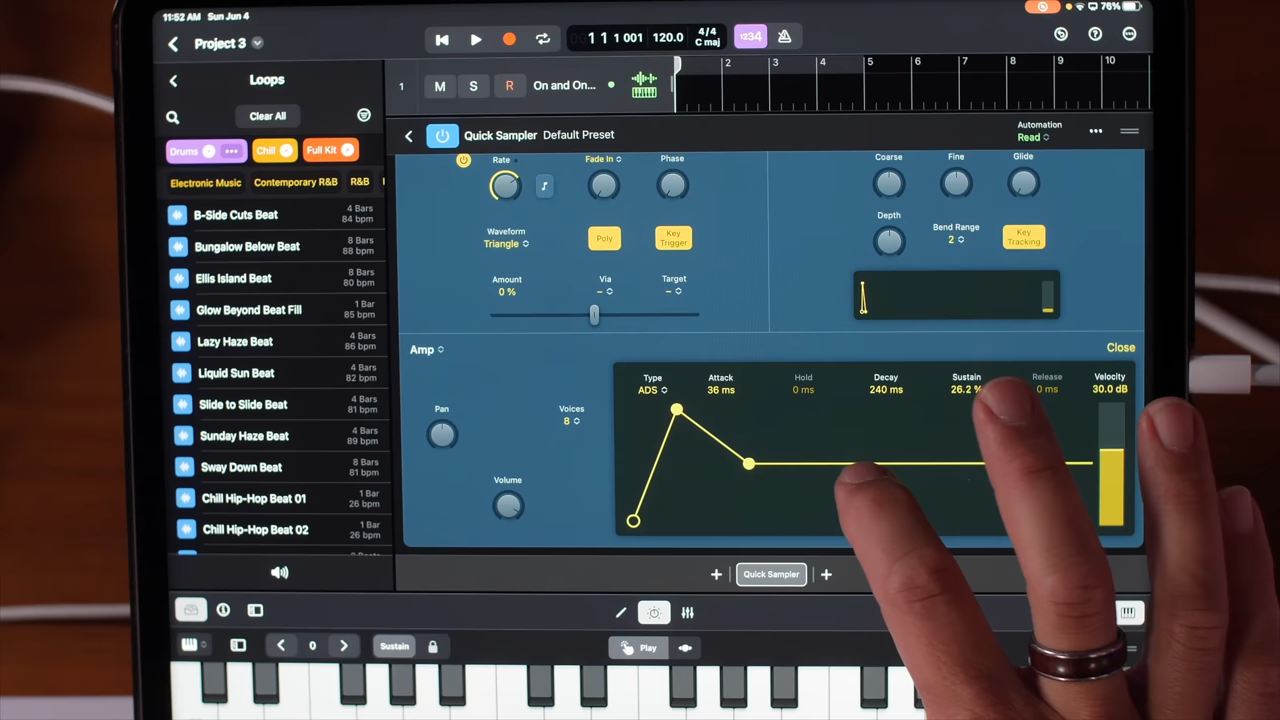 11:52 AM Sun Jun 4
76%
Project 3
1 1 1 001
120.0
4/4
C maj
1234
Loops
Clear All
Drums
Chill
Full Kit
Electronic Music
Contemporary R&B
R&B
B-Side Cuts Beat
4 Bars
84 bpm
Bungalow Below Beat
8 Bars
88 bpm
Ellis Island Beat
8 Bars
80 bpm
Glow Beyond Beat Fill
1 Bar
85 bpm
Lazy Haze Beat
8 Bars
86 bpm
Liquid Sun Beat
8 Bars
82 bpm
Slide to Slide Beat
4 Bars
81 bpm
Sunday Haze Beat
8 Bars
89 bpm
Sway Down Beat
8 Bars
81 bpm
Chill Hip-Hop Beat 01
1 Bar
26 bpm
Chill Hip-Hop Beat 02
1 Bar
26 bpm
1
M
S
R
On and On...
2
3
4
5
6
7
8
9
10
Quick Sampler
Default Preset
Automation
Read
Rate
Fade In
Phase
Waveform
Triangle
Poly
Key
Trigger
Amount
0 %
Via
–
Target
–
Coarse
Fine
Glide
Depth
Bend Range
2
Key
Tracking
Amp
Close
Pan
Voices
8
Volume
Type
ADS
Attack
36 ms
Hold
0 ms
Decay
240 ms
Sustain
26.2 %
Release
0 ms
Velocity
30.0 dB
Quick Sampler
0
Sustain
Play